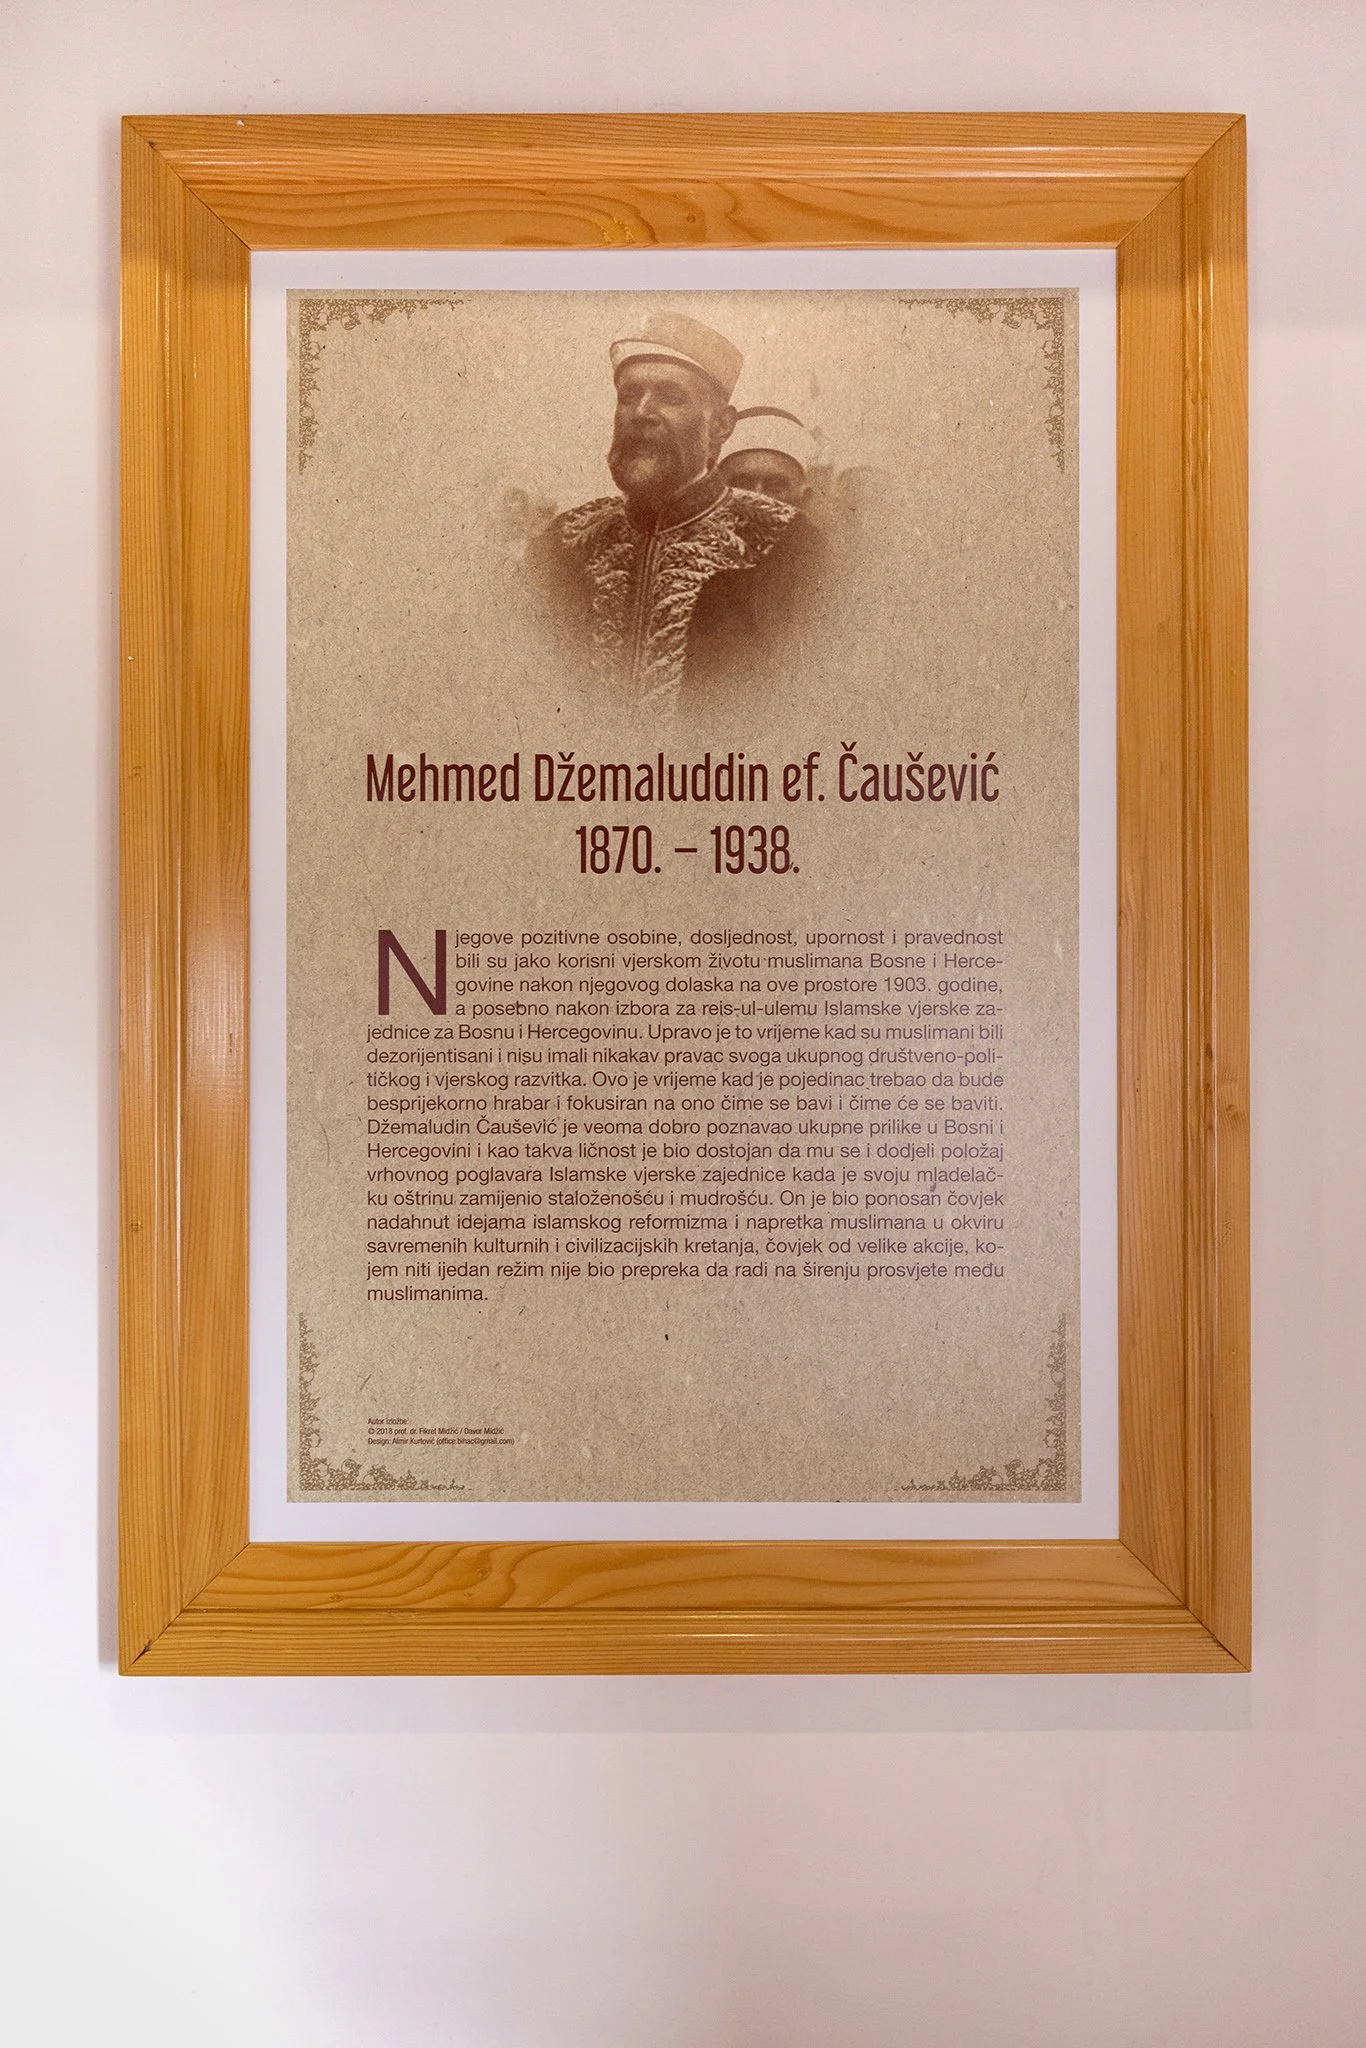 Mehmed Džemaluddin ef. Čaušević
1870. – 1938.
Njegove pozitivne osobine, dosljednost, upornost i pravednost
bili su jako korisni vjerskom životu muslimana Bosne i Herce-
govine nakon njegovog dolaska na ove prostore 1903. godine,
a posebno nakon izbora za reis-ul-ulemu Islamske vjerske za-
jednice za Bosnu i Hercegovinu. Upravo je to vrijeme kad su muslimani bili
dezorijentisani i nisu imali nikakav pravac svoga ukupnog društveno-poli-
tičkog i vjerskog razvitka. Ovo je vrijeme kad je pojedinac trebao da bude
besprijekorno hrabar i fokusiran na ono čime se bavi i čime će se baviti.
Džemaludin Čaušević je veoma dobro poznavao ukupne prilike u Bosni i
Hercegovini i kao takva ličnost je bio dostojan da mu se i dodjeli položaj
vrhovnog poglavara Islamske vjerske zajednice kada je svoju mladelač-
ku oštrinu zamijenio staloženošću i mudrošću. On je bio ponosan čovjek
nadahnut idejama islamskog reformizma i napretka muslimana u okviru
savremenih kulturnih i civilizacijskih kretanja, čovjek od velike akcije, ko-
jem niti ijedan režim nije bio prepreka da radi na širenju prosvjete među
muslimanima.
Autor izložbe:
© 2018 prof. dr. Fikret Midžić / Davor Midžić
Design: Almir Kurtović (office.bihac@gmail.com)